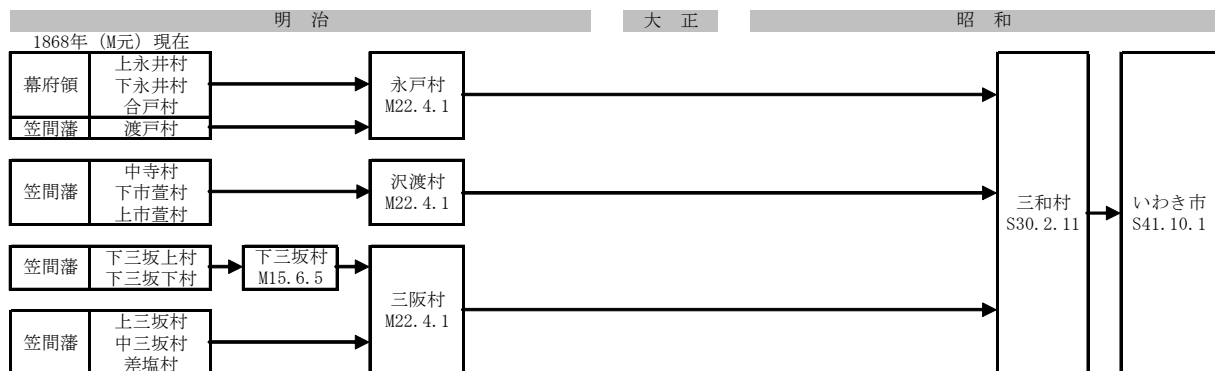 明 治
大 正
昭 和
1868年 (M元) 現在
幕府領
上永井村
下永井村
合戸村
笠間藩
渡戸村
永戸村
M22.4.1
笠間藩
中寺村
下市萱村
上市萱村
沢渡村
M22.4.1
笠間藩
下三坂上村
下三坂下村
下三坂村
M15.6.5
三阪村
M22.4.1
笠間藩
上三坂村
中三坂村
差塩村
三和村
S30.2.11
いわき市
S41.10.1